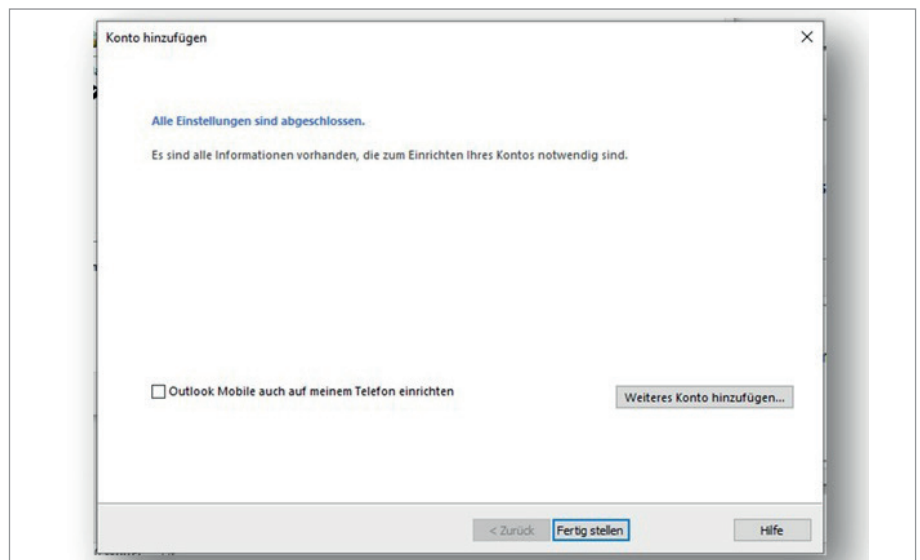 Konto hinzufügen
Alle Einstellungen sind abgeschlossen.
Es sind alle Informationen vorhanden, die zum Einrichten Ihres Kontos notwendig sind.
Outlook Mobile auch auf meinem Telefon einrichten
Weiteres Konto hinzufügen...
< Zurück Fertig stellen Hilfe